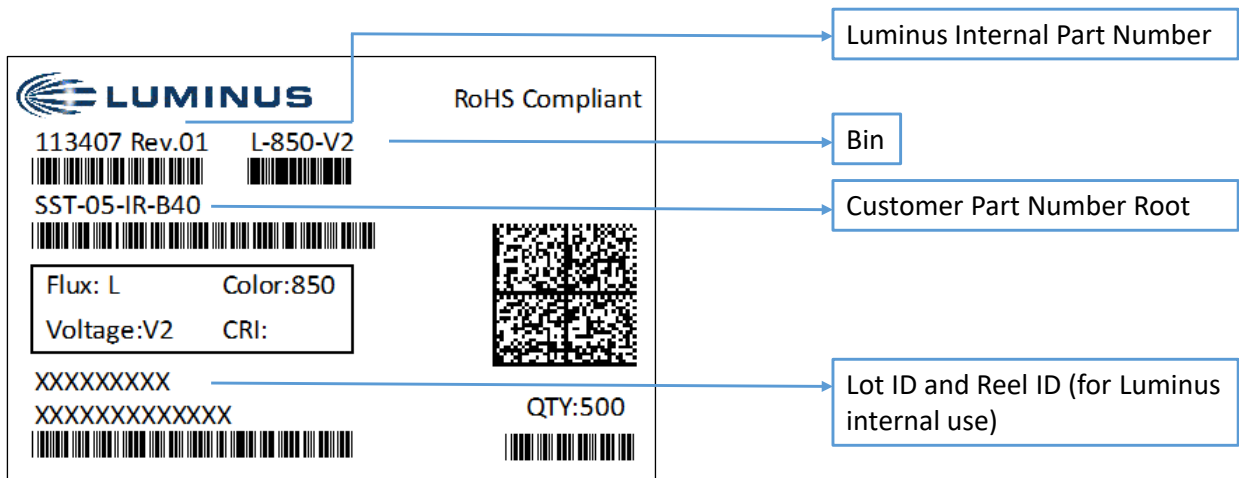 Luminus Internal Part Number
LUMINUS
RoHS Compliant
113407 Rev.01 L-850-V2
Bin
SST-05-IR-B40
Customer Part Number Root
Flux: L Color:850
Voltage:V2 CRI:
XXXXXXXXX
Lot ID and Reel ID (for Luminus
internal use)
XXXXXXXXXXXXX
QTY:500